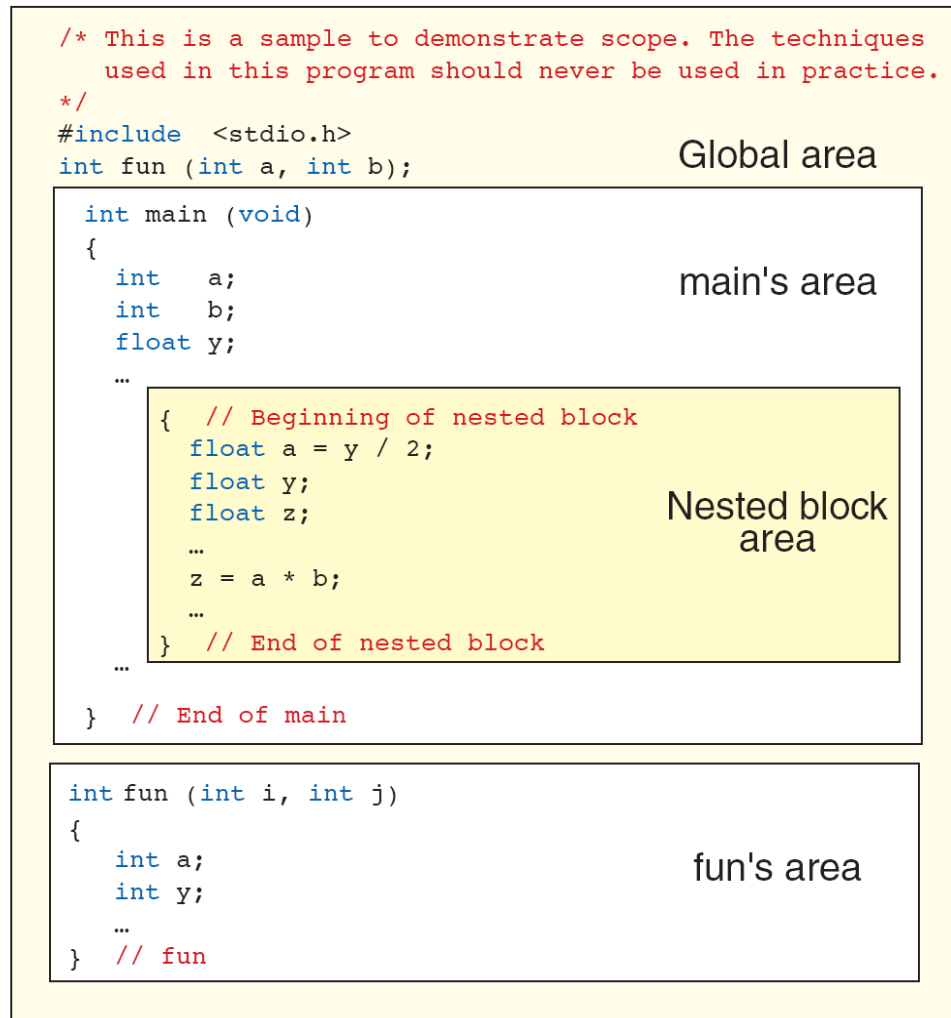 /* This is a sample to demonstrate scope. The techniques
used in this program should never be used in practice.
*/
#include <stdio.h>
int fun (int a, int b);
Global area
int main (void)
{
int a;
main's area
int b;
float y;
…
{ // Beginning of nested block
float a = y / 2;
float y;
float z;
Nested block
area
…
z = a * b;
…
} // End of nested block
…
} // End of main
int fun (int i, int j)
{
int a;
fun's area
int y;
…
} // fun